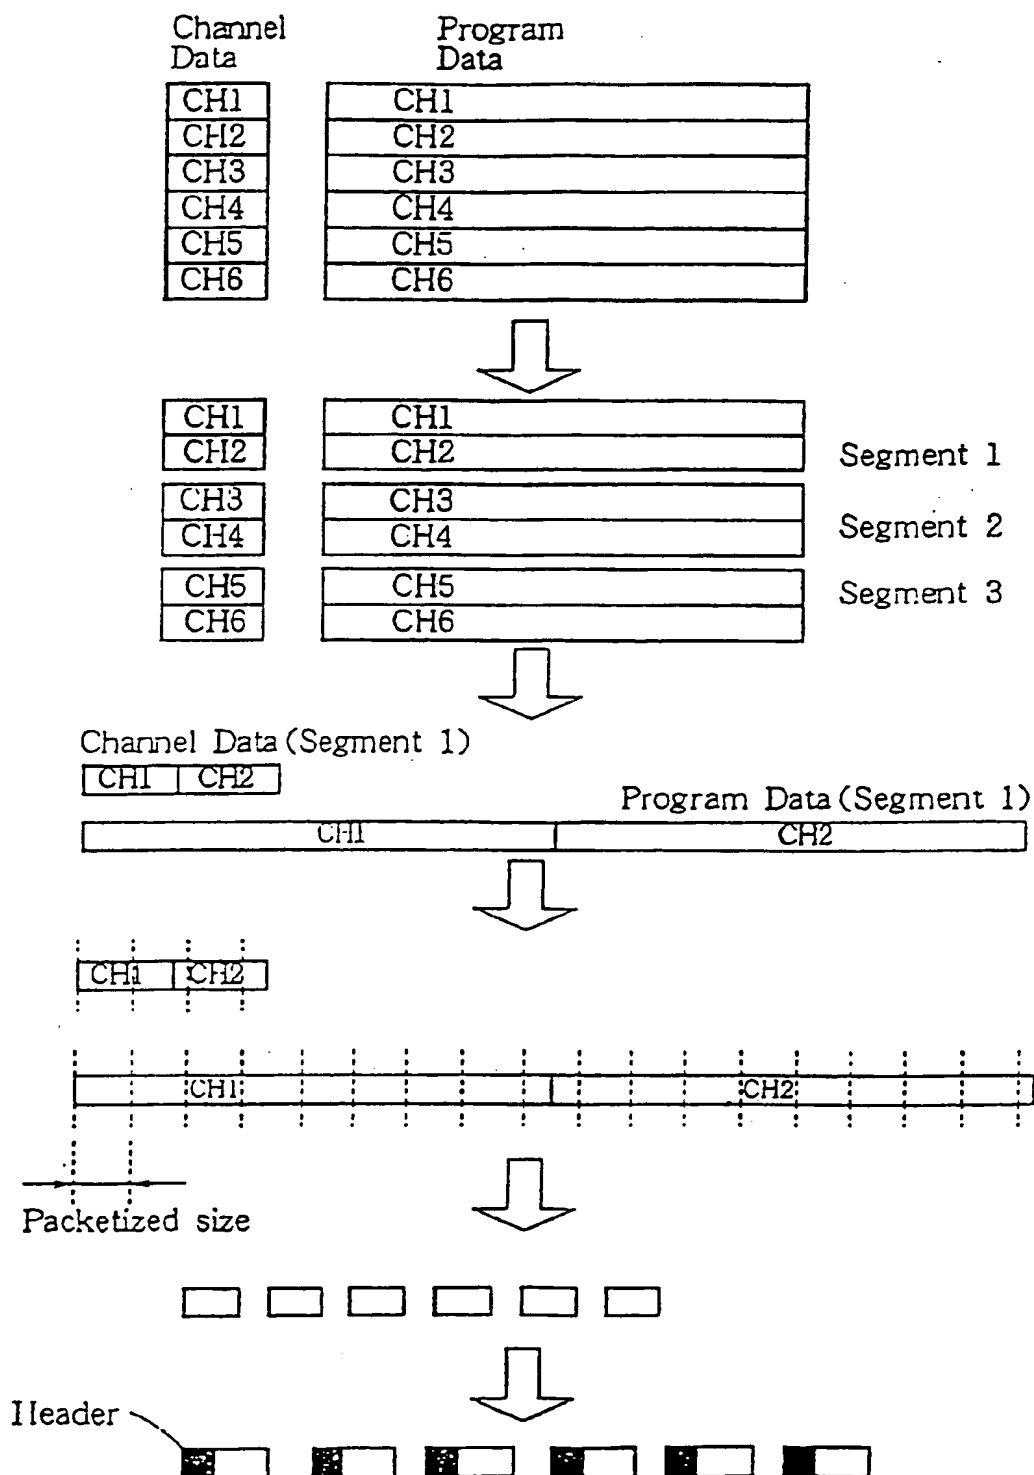 Channel Data
Program Data
CH1 CH1
CH2 CH2
CH3 CH3
CH4 CH4
CH5 CH5
CH6 CH6
CH1 CH1
CH2 CH2
Segment 1
CH3 CH3
CH4 CH4
Segment 2
CH5 CH5
CH6 CH6
Segment 3
Channel Data (Segment 1)
CH1 CH2
Program Data (Segment 1)
CH1 CH2
CH1 CH2
CH1 CH2
Packetized size
Header